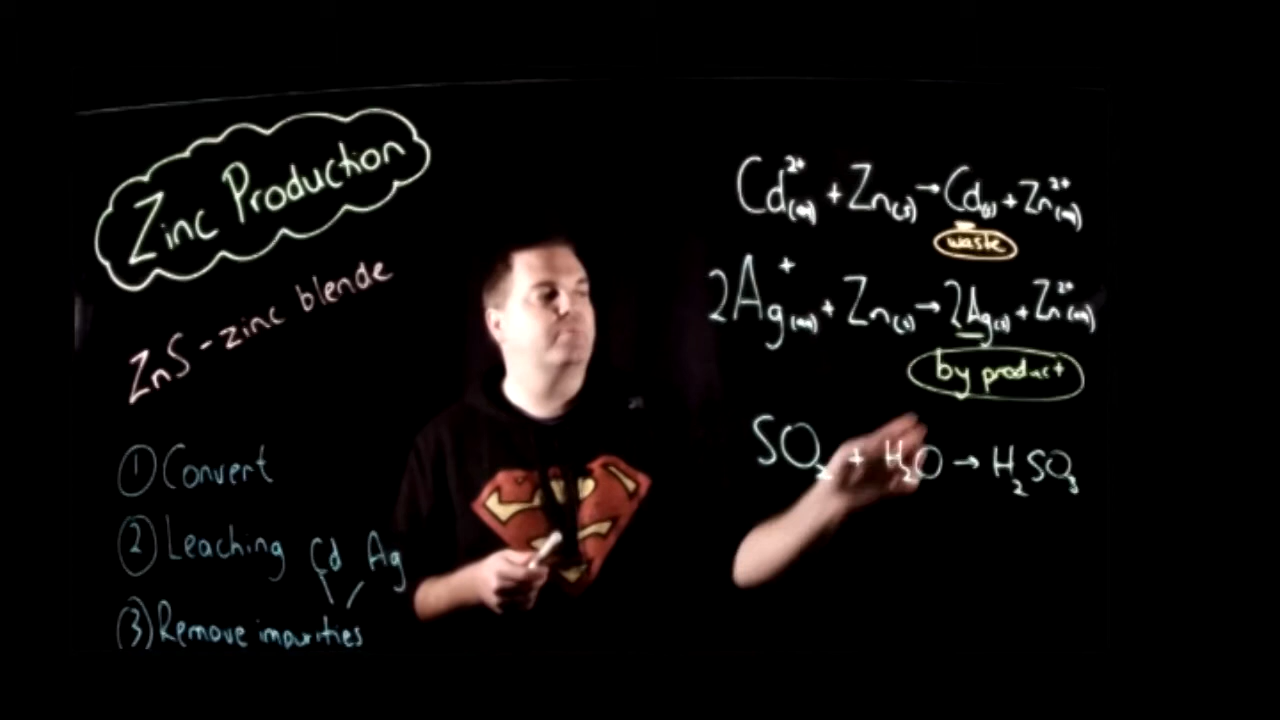 Zinc Production
ZnS - zinc blende
① Convert
② Leaching
Cd Ag
③ Remove impurities
Cd²⁺(aq) + Zn(s) → Cd(s) + Zn²⁺(aq)
waste
2Ag⁺(aq) + Zn(s) → 2Ag(s) + Zn²⁺(aq)
by product
SO₂ + H₂O → H₂SO₃